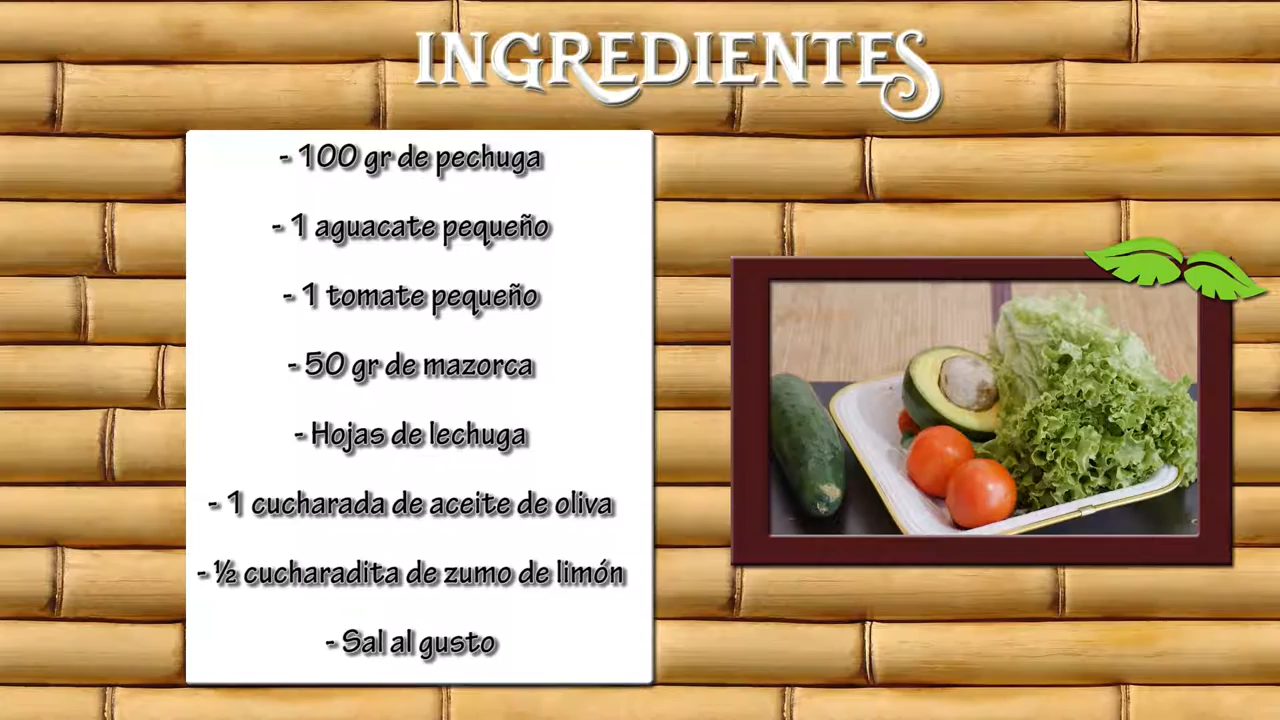 INGREDIENTES
- 100 gr de pechuga
- 1 aguacate pequeño
- 1 tomate pequeño
- 50 gr de mazorca
- Hojas de lechuga
- 1 cucharada de aceite de oliva
- ½ cucharadita de zumo de limón
- Sal al gusto